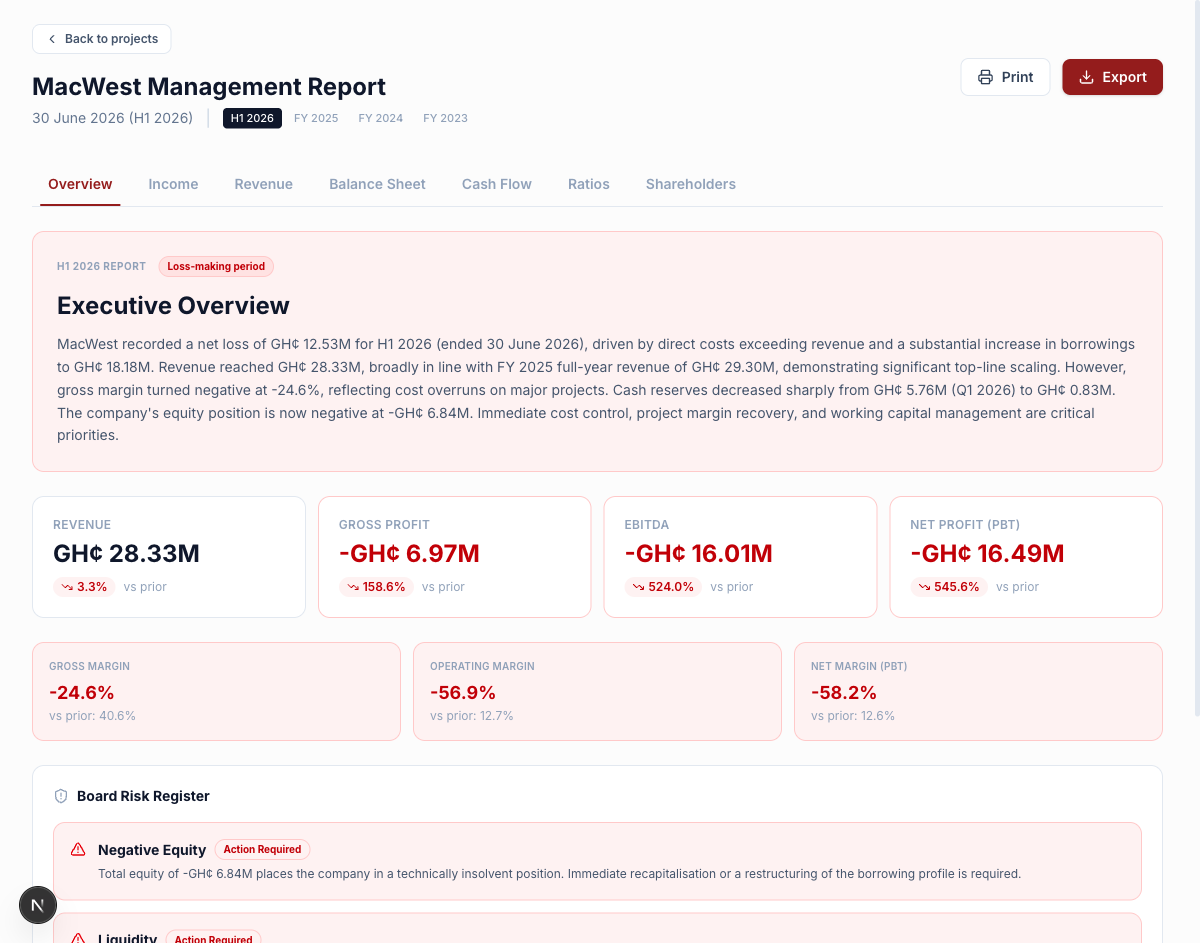 Back to projects
MacWest Management Report
Print
Export
30 June 2026 (H1 2026)
H1 2026
FY 2025
FY 2024
FY 2023
Overview
Income
Revenue
Balance Sheet
Cash Flow
Ratios
Shareholders
H1 2026 REPORT
Loss-making period
Executive Overview
MacWest recorded a net loss of GH¢ 12.53M for H1 2026 (ended 30 June 2026), driven by direct costs exceeding revenue and a substantial increase in borrowings
to GH¢ 18.18M. Revenue reached GH¢ 28.33M, broadly in line with FY 2025 full-year revenue of GH¢ 29.30M, demonstrating significant top-line scaling. However,
gross margin turned negative at -24.6%, reflecting cost overruns on major projects. Cash reserves decreased sharply from GH¢ 5.76M (Q1 2026) to GH¢ 0.83M.
The company's equity position is now negative at -GH¢ 6.84M. Immediate cost control, project margin recovery, and working capital management are critical
priorities.
REVENUE
GH¢ 28.33M
3.3% vs prior
GROSS PROFIT
-GH¢ 6.97M
158.6% vs prior
EBITDA
-GH¢ 16.01M
524.0% vs prior
NET PROFIT (PBT)
-GH¢ 16.49M
545.6% vs prior
GROSS MARGIN
-24.6%
vs prior: 40.6%
OPERATING MARGIN
-56.9%
vs prior: 12.7%
NET MARGIN (PBT)
-58.2%
vs prior: 12.6%
Board Risk Register
Negative Equity
Action Required
Total equity of -GH¢ 6.84M places the company in a technically insolvent position. Immediate recapitalisation or a restructuring of the borrowing profile is required.
N
Liquidity
Action Required